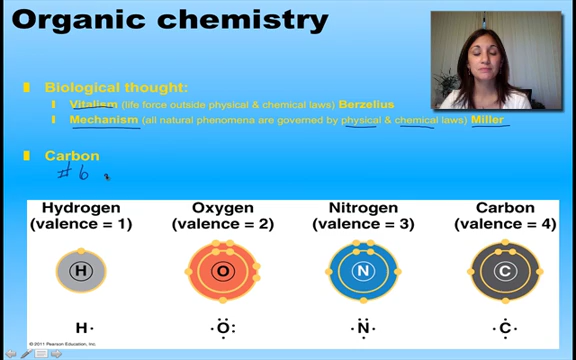 Organic chemistry
Biological thought:
Vitalism (life force outside physical & chemical laws) Berzelius
Mechanism (all natural phenomena are governed by physical & chemical laws) Miller
Carbon
#6
Hydrogen Oxygen Nitrogen Carbon
(valence = 1) (valence = 2) (valence = 3) (valence = 4)
H O N C
H· ·O: ·N· ·C·
© 2011 Pearson Education, Inc.